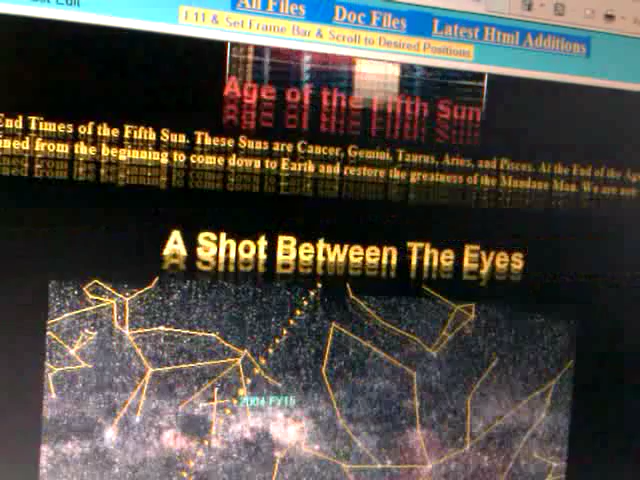 Edit
All Files Doc Files Latest Html Additions
F11 & Set Frame Bar & Scroll to Desired Positions
Age of the Fifth Sun
End Times of the Fifth Sun. These Suns are Cancer, Gemini, Taurus, Aries, and Pisces. At the End of the Age
ined from the beginning to come down to Earth and restore the greatness of the Mundane Man. We are
A Shot Between The Eyes
2004 FY15